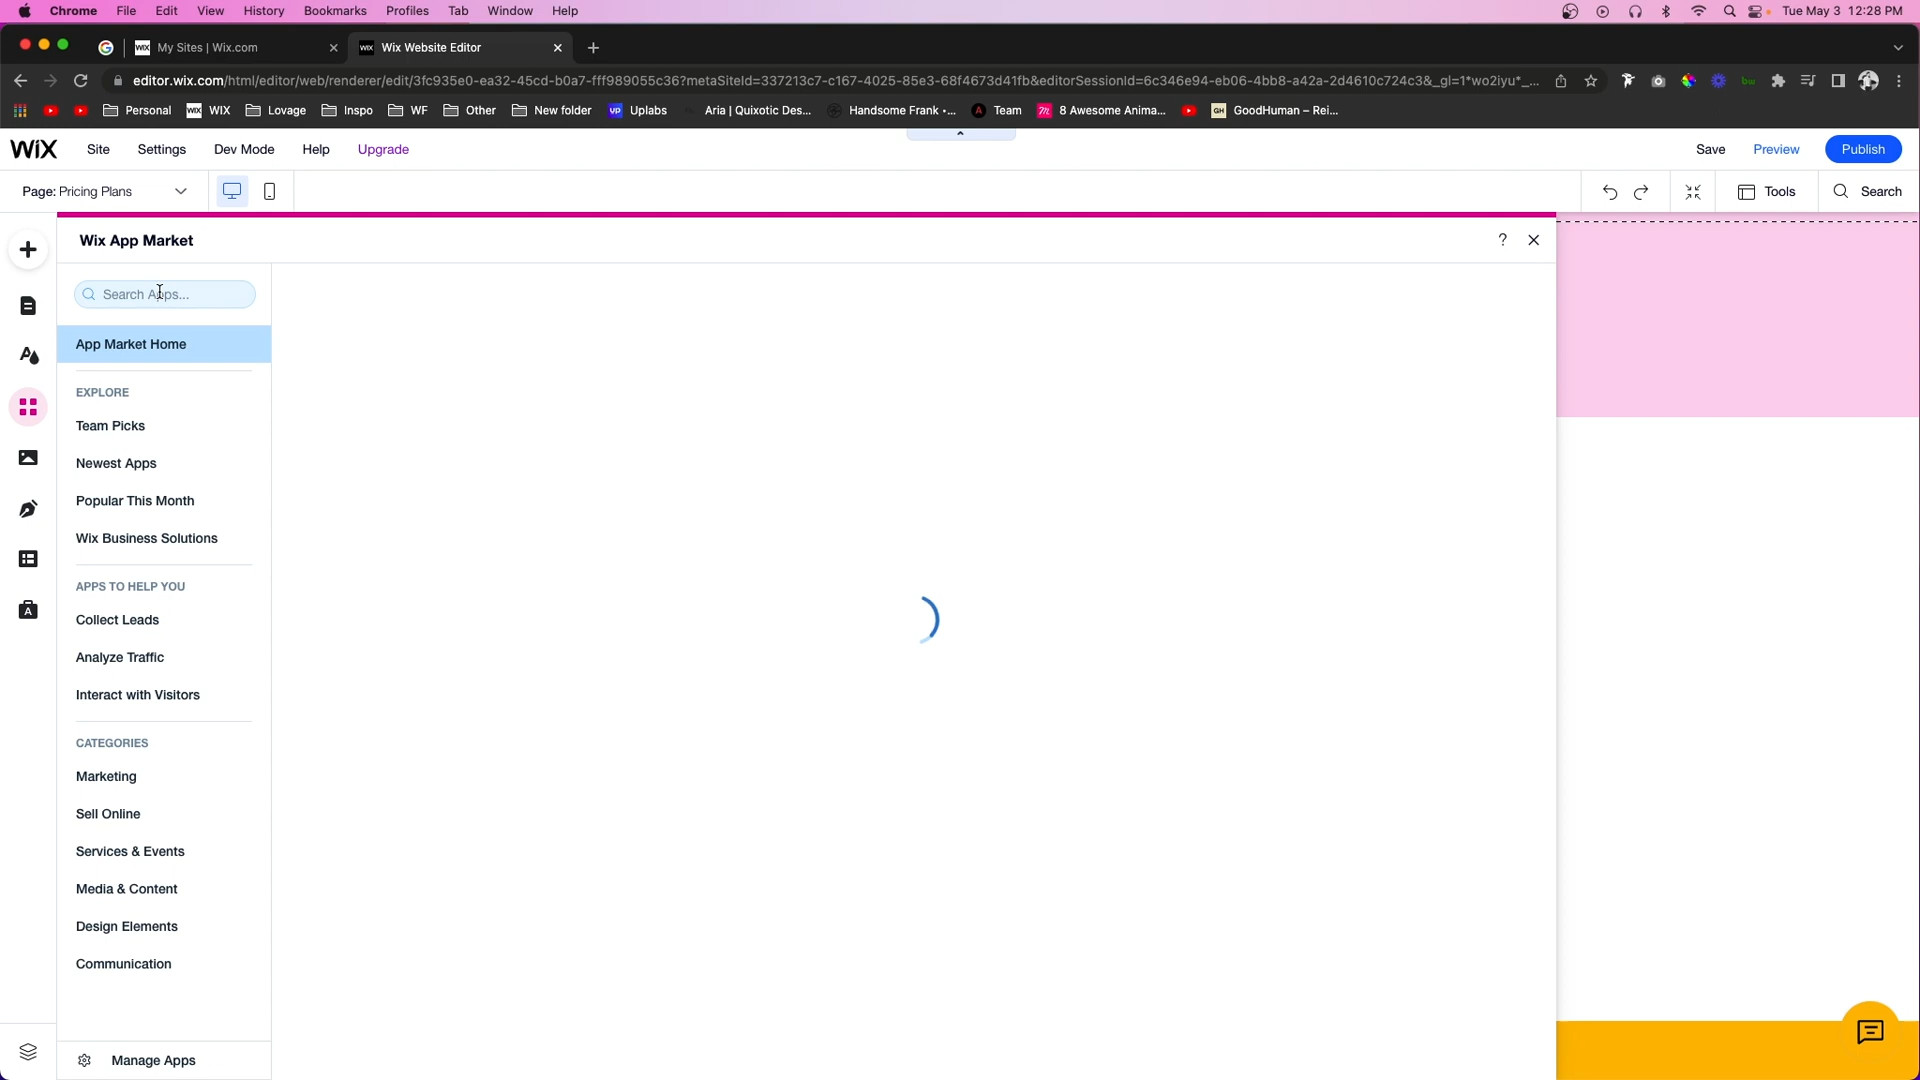 Chrome File Edit View History Bookmarks Profiles Tab Window Help Tue May 3 12:28 PM
WIX My Sites | Wix.com WIX Wix Website Editor
editor.wix.com/html/editor/web/renderer/edit/3fc935e0-ea32-45cd-b0a7-fff989055c36?metaSiteId=337213c7-c167-4025-85e3-68f4673d41fb&editorSessionId=6c346e94-eb06-4bb8-a42a-2d4610c724c3&_gl=1*wo2iyu*_...
Personal WIX WIX Lovage Inspo WF Other New folder UP Uplabs Aria | Quixotic Des... Handsome Frank •... A Team 8 Awesome Anima... GH GoodHuman – Rei...
WIX Site Settings Dev Mode Help Upgrade Save Preview Publish
Page: Pricing Plans Tools Search
Wix App Market ?
Search Apps...
App Market Home
EXPLORE
Team Picks
Newest Apps
Popular This Month
Wix Business Solutions
APPS TO HELP YOU
Collect Leads
Analyze Traffic
Interact with Visitors
CATEGORIES
Marketing
Sell Online
Services & Events
Media & Content
Design Elements
Communication
Manage Apps